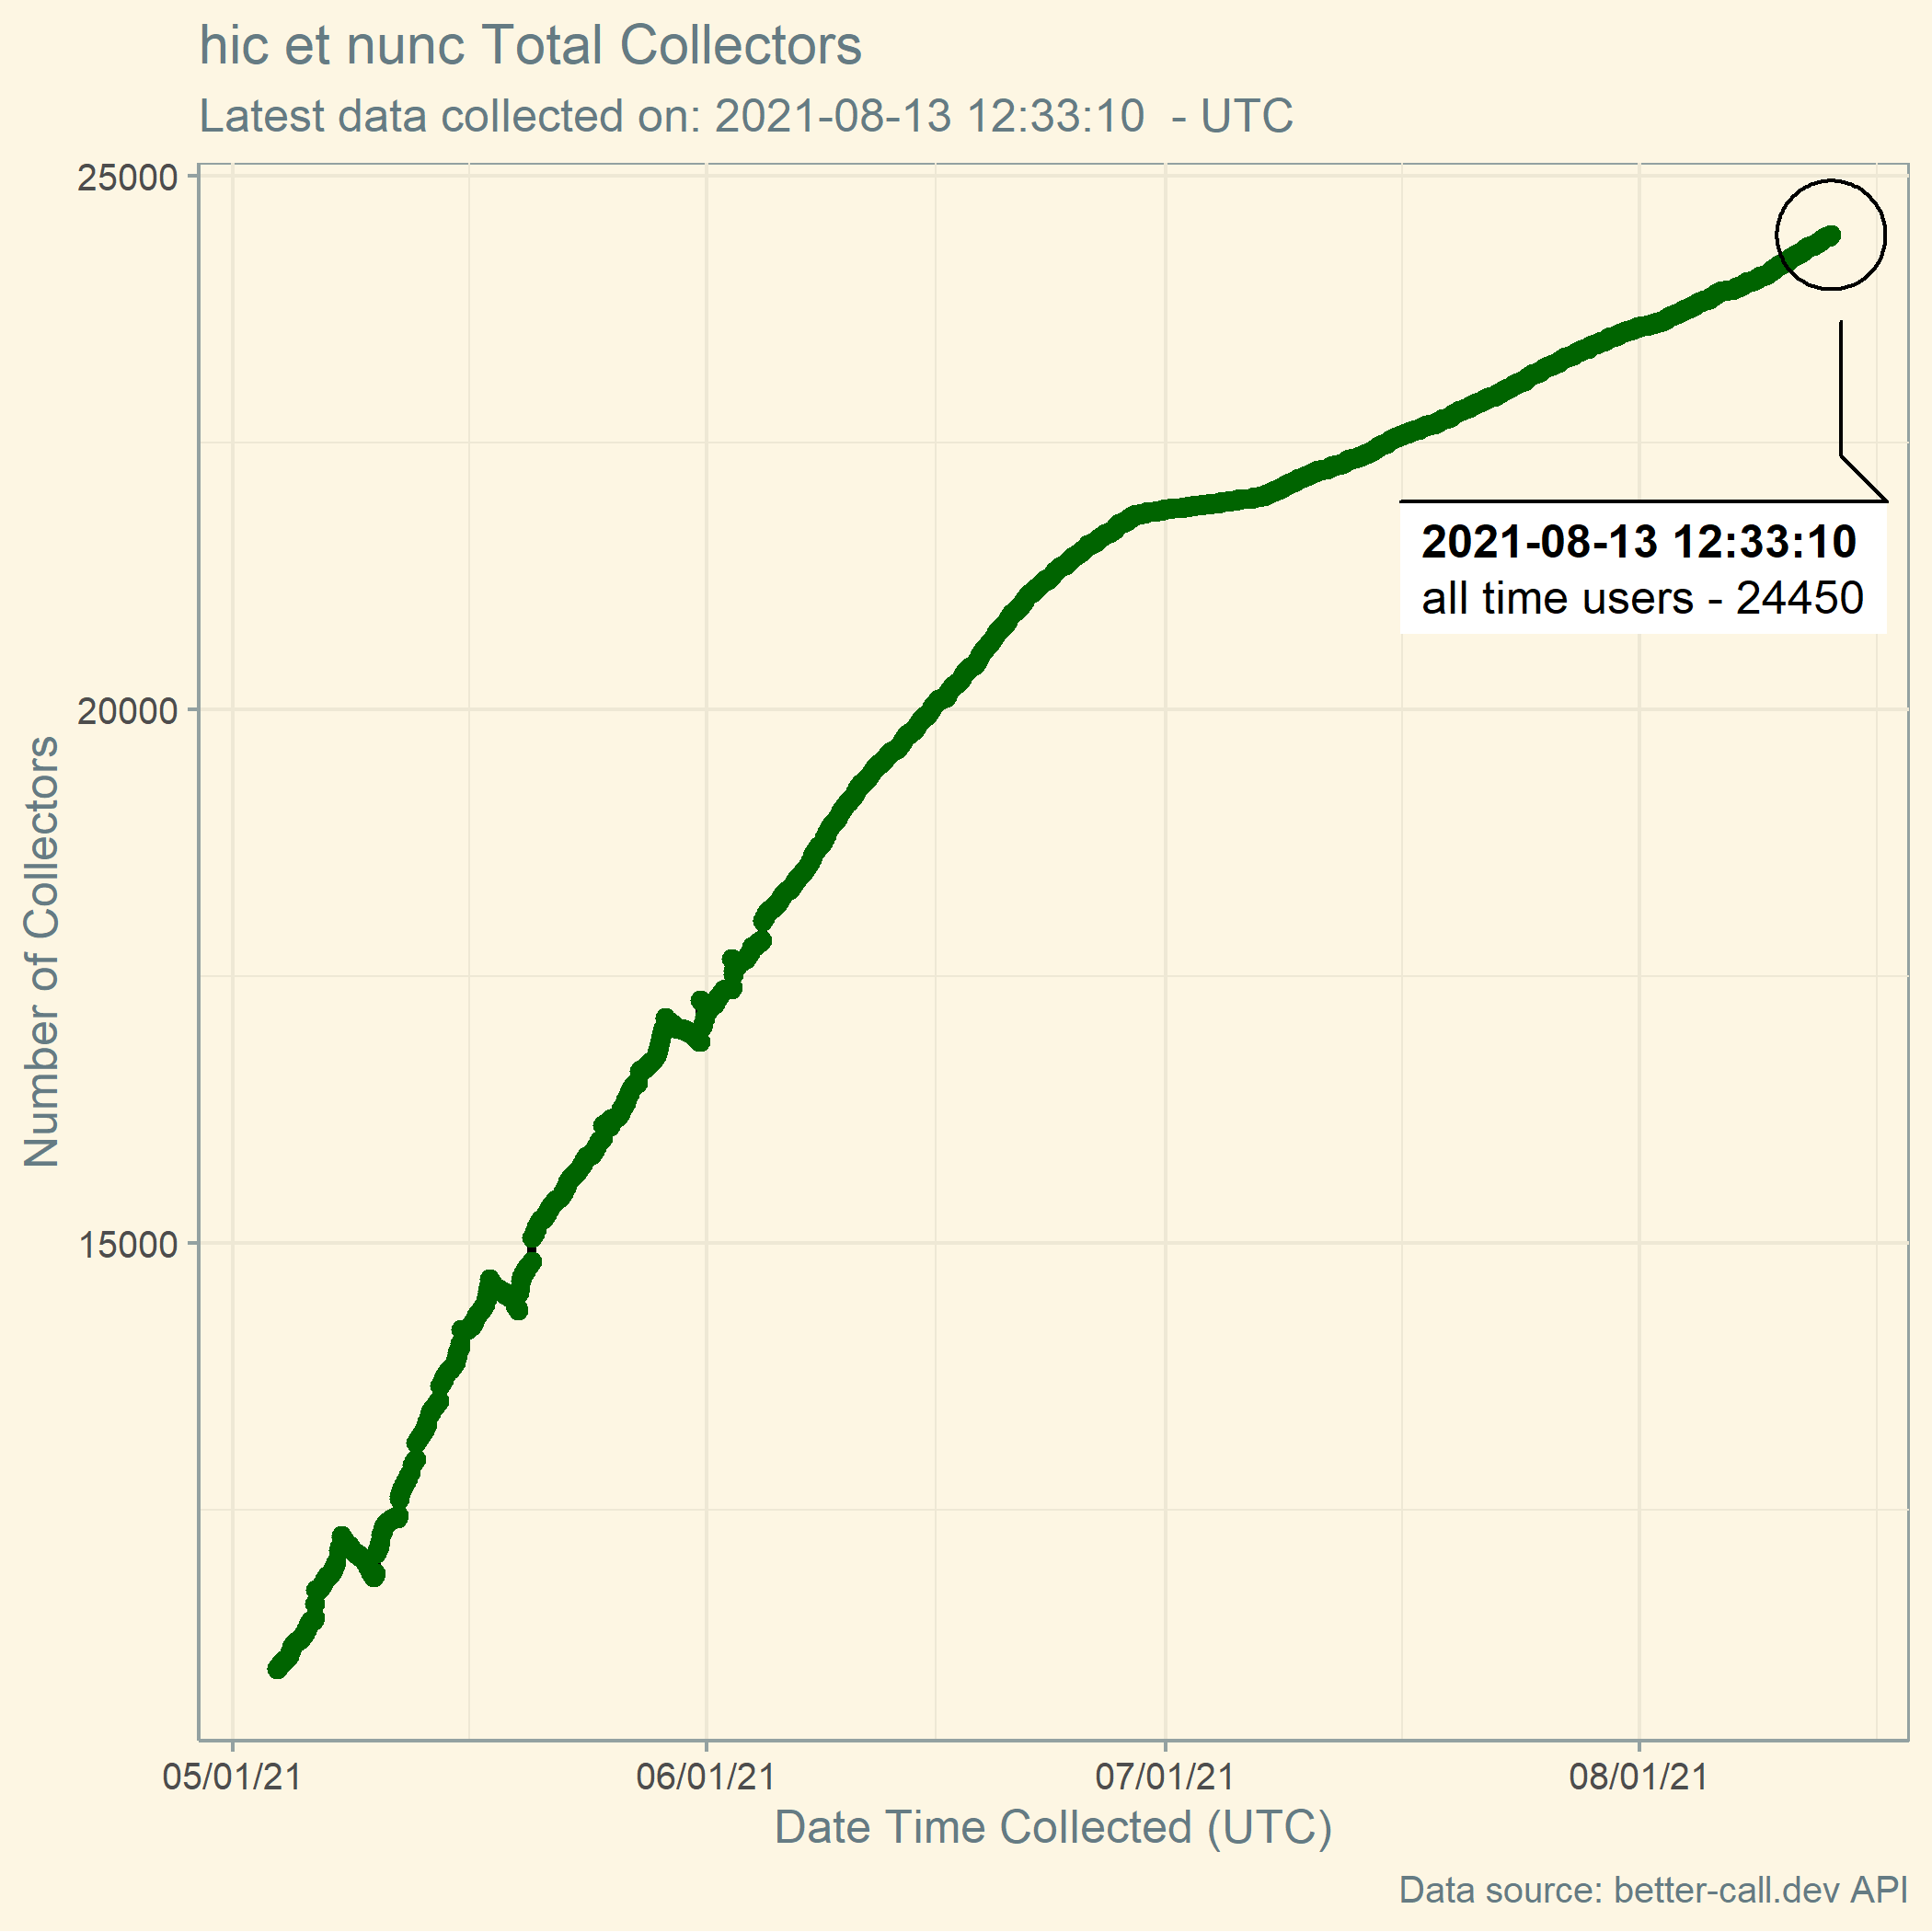 hic et nunc Total Collectors
Latest data collected on: 2021-08-13 12:33:10  - UTC
25000
20000
15000
Number of Collectors
2021-08-13 12:33:10
all time users - 24450
05/01/21
06/01/21
07/01/21
08/01/21
Date Time Collected (UTC)
Data source: better-call.dev API